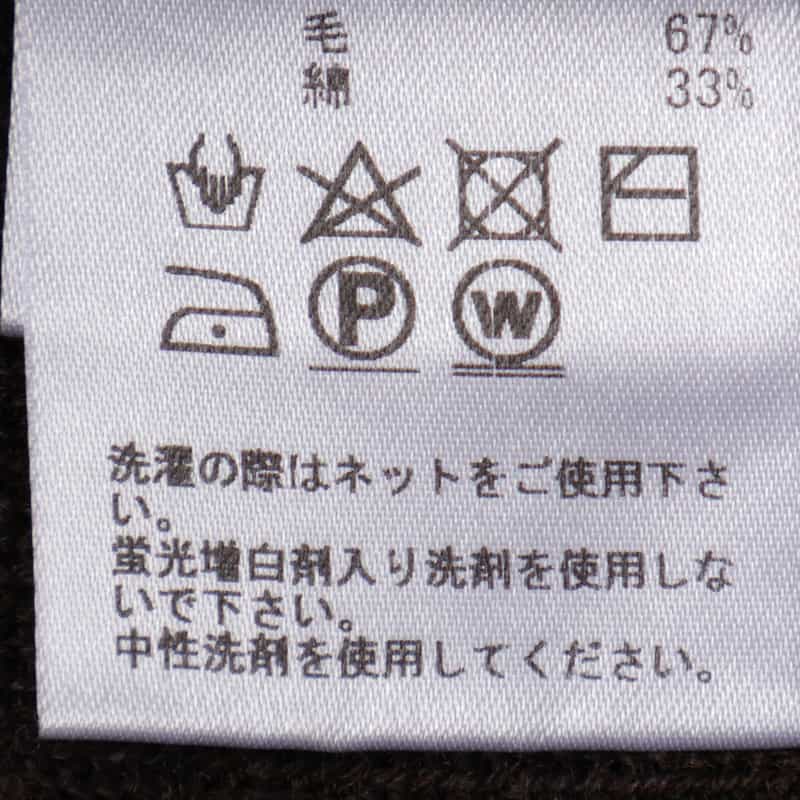 毛 67%
綿 33%
P W
洗濯の際はネットをご使用下さ
い。
蛍光増白剤入り洗剤を使用しな
いで下さい。
中性洗剤を使用してください。